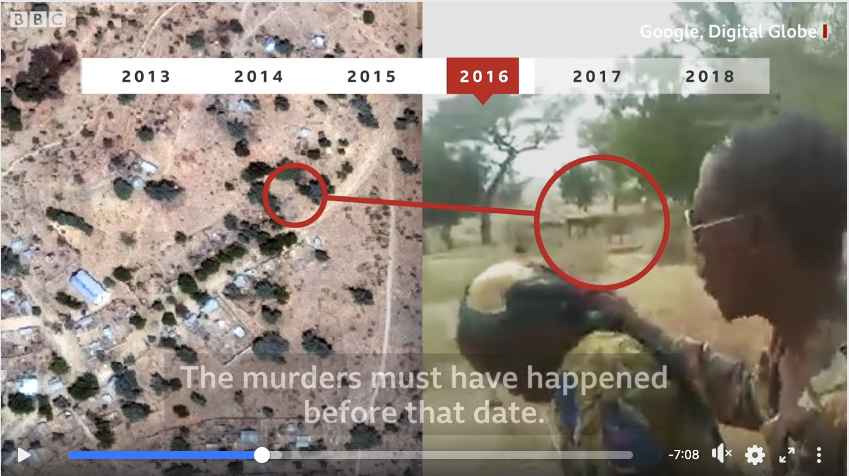 BBC
Google, Digital Globe
2013 2014 2015 2016 2017 2018
The murders must have happened
before that date.
-7:08